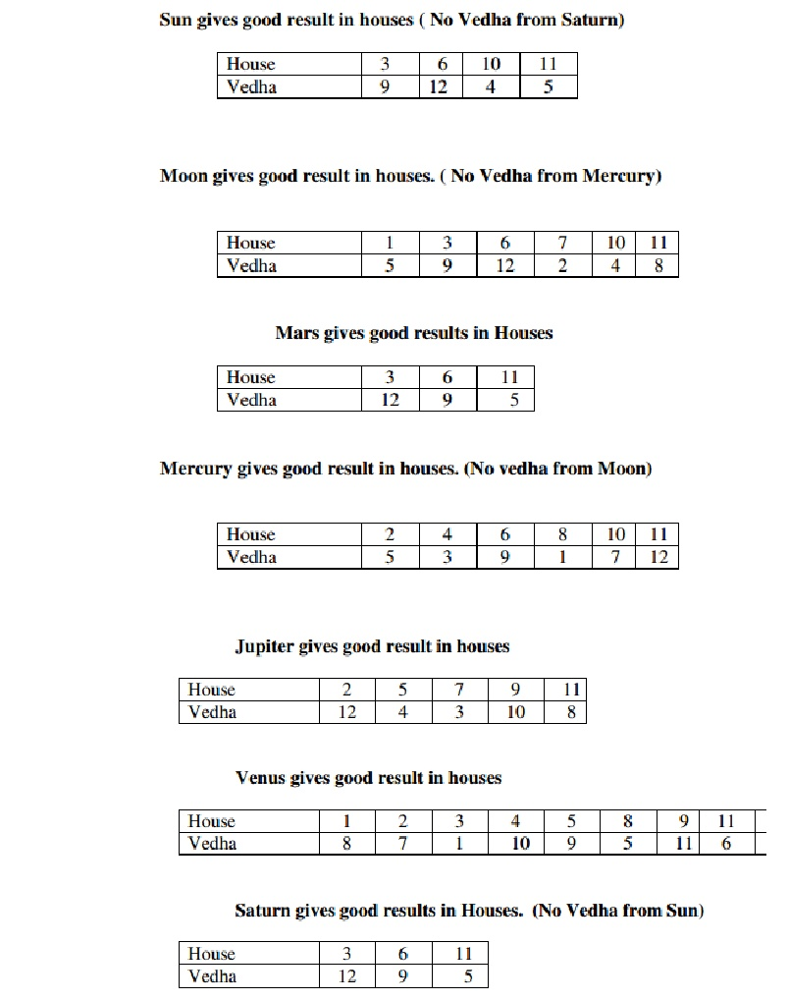 Sun gives good result in houses ( No Vedha from Saturn)
House 3 6 10 11
Vedha 9 12 4 5
Moon gives good result in houses. ( No Vedha from Mercury)
House 1 3 6 7 10 11
Vedha 5 9 12 2 4 8
Mars gives good results in Houses
House 3 6 11
Vedha 12 9 5
Mercury gives good result in houses. (No vedha from Moon)
House 2 4 6 8 10 11
Vedha 5 3 9 1 7 12
Jupiter gives good result in houses
House 2 5 7 9 11
Vedha 12 4 3 10 8
Venus gives good result in houses
House 1 2 3 4 5 8 9 11
Vedha 8 7 1 10 9 5 11 6
Saturn gives good results in Houses. (No Vedha from Sun)
House 3 6 11
Vedha 12 9 5